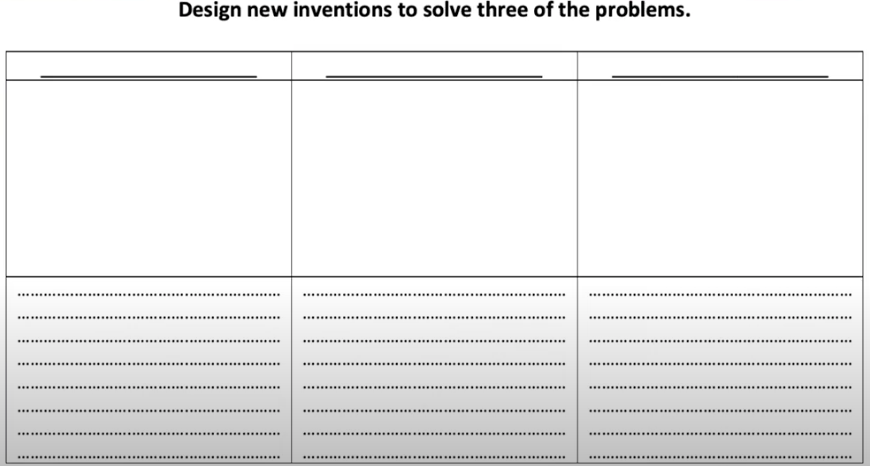 Design new inventions to solve three of the problems.